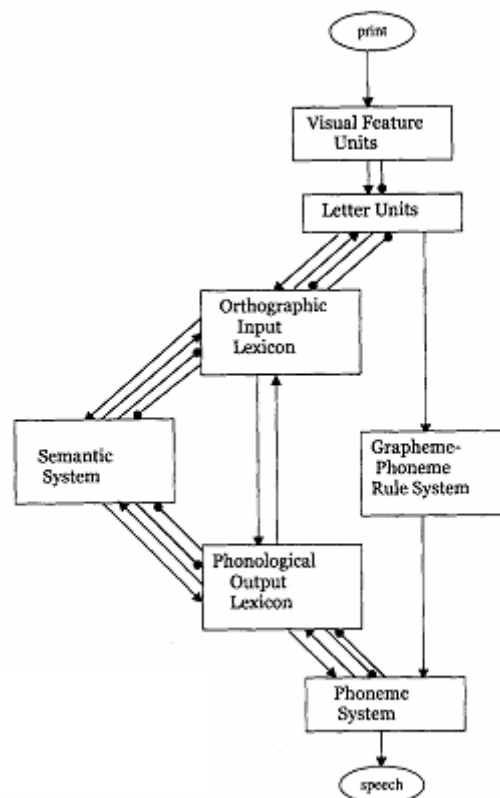 print
Visual Feature
Units
Letter Units
Orthographic
Input
Lexicon
Semantic
System
Grapheme-
Phoneme
Rule System
Phonological
Output
Lexicon
Phoneme
System
speech